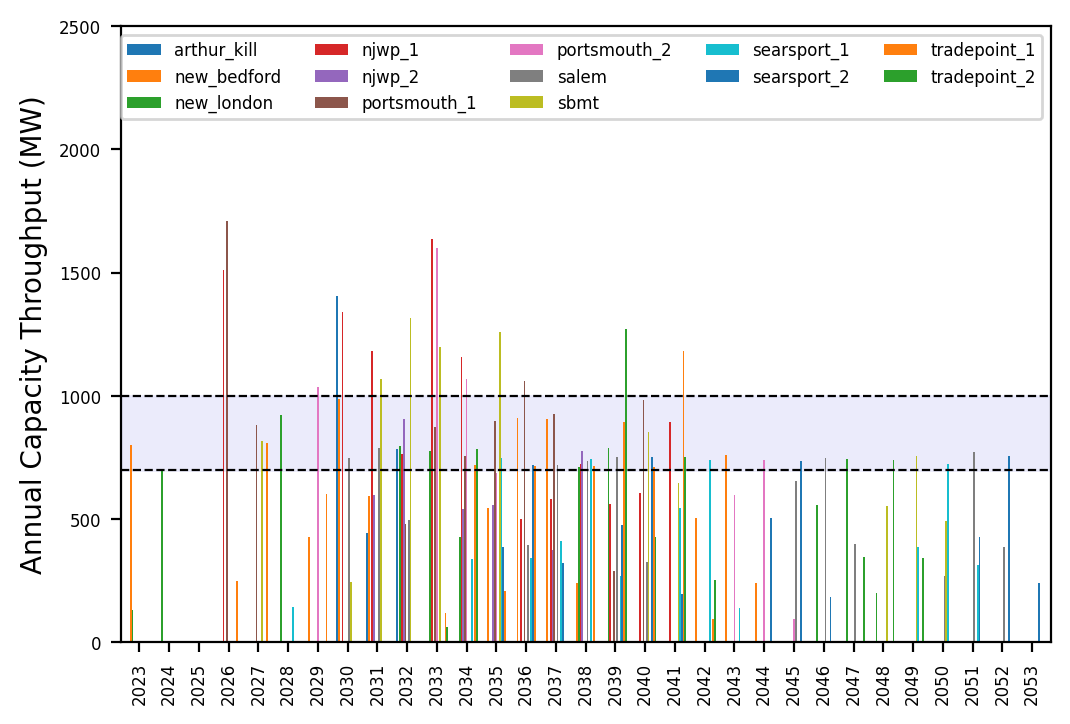 Annual Capacity Throughput (MW)
2500
2000
1500
1000
500
0
arthur_kill njwp_1 portsmouth_2 searsport_1 tradepoint_1
new_bedford njwp_2 salem searsport_2 tradepoint_2
new_london portsmouth_1 sbmt
2023 2024 2025 2026 2027 2028 2029 2030 2031 2032 2033 2034 2035 2036 2037 2038 2039 2040 2041 2042 2043 2044 2045 2046 2047 2048 2049 2050 2051 2052 2053